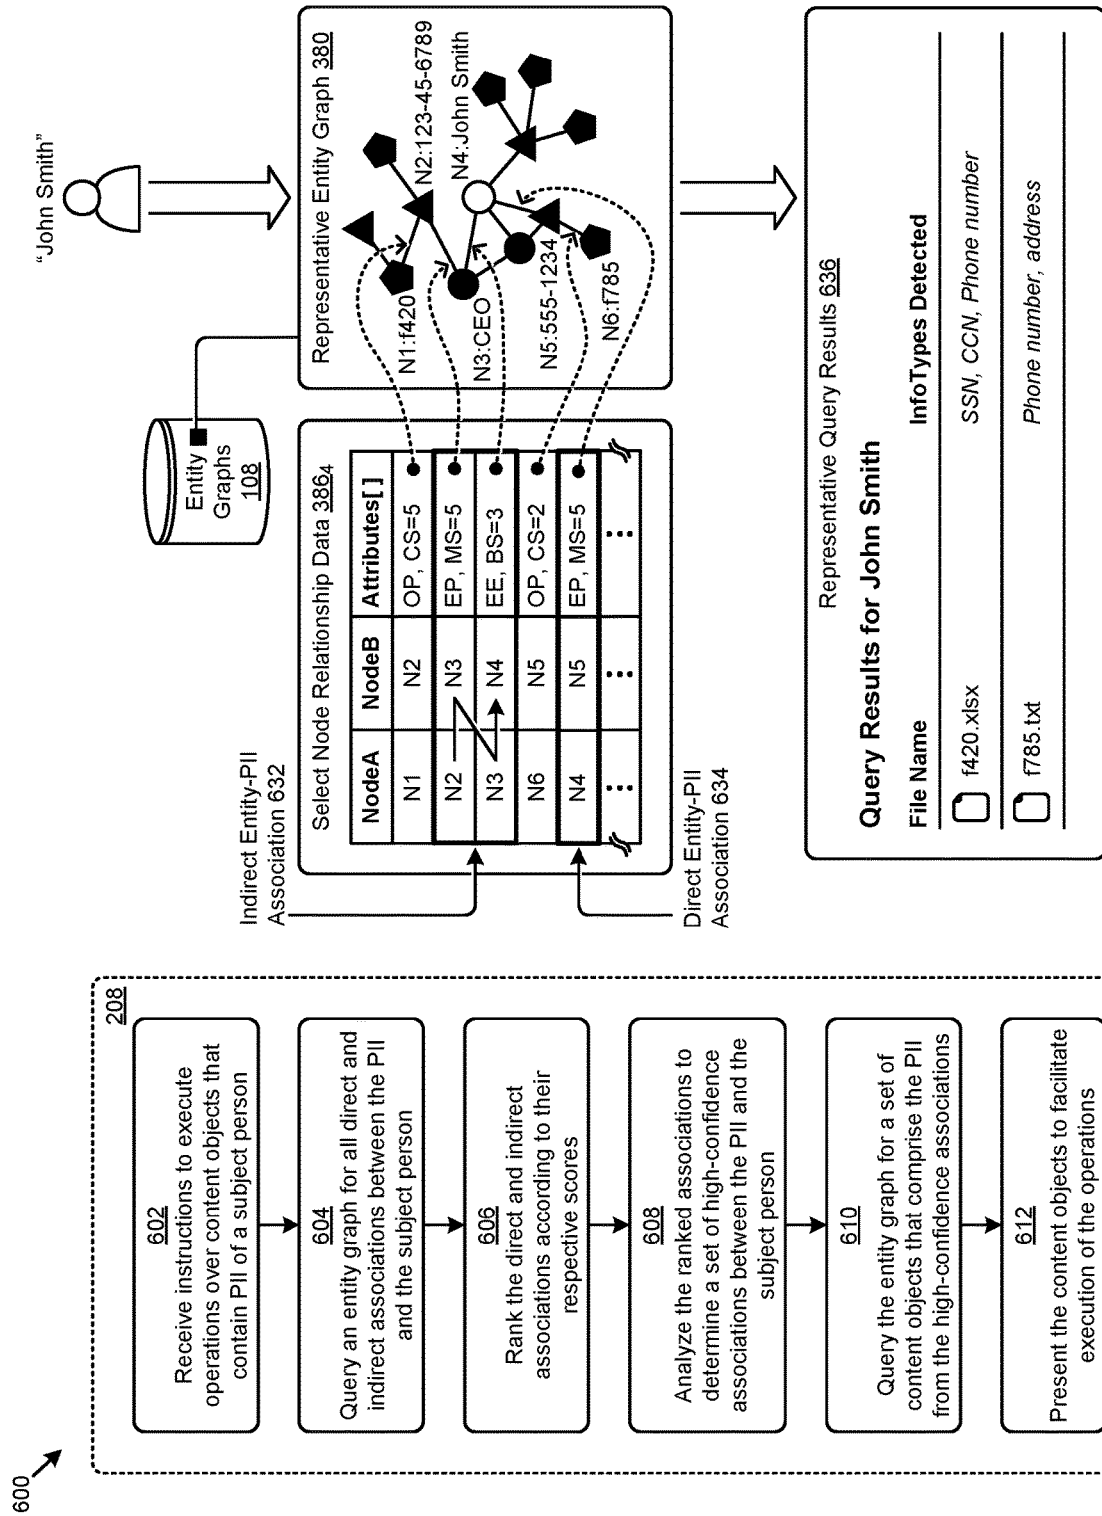 600
208
602
Receive instructions to execute
operations over content objects that
contain PII of a subject person
604
Query an entity graph for all direct and
indirect associations between the PII
and the subject person
606
Rank the direct and indirect
associations according to their
respective scores
608
Analyze the ranked associations to
determine a set of high-confidence
associations between the PII and the
subject person
610
Query the entity graph for a set of
content objects that comprise the PII
from the high-confidence associations
612
Present the content objects to facilitate
execution of the operations
"John Smith"
Entity
Graphs
108
Indirect Entity-PII
Association 632
Direct Entity-PII
Association 634
Select Node Relationship Data 386₄
NodeA NodeB Attributes[ ]
N1 N2 OP, CS=5
N2 N3 EP, MS=5
N3 N4 EE, BS=3
N6 N5 OP, CS=2
N4 N5 EP, MS=5
... ... ...
Representative Entity Graph 380
N1:f420
N2:123-45-6789
N3:CEO
N4:John Smith
N5:555-1234
N6:f785
Representative Query Results 636
Query Results for John Smith
File Name InfoTypes Detected
f420.xlsx SSN, CCN, Phone number
f785.txt Phone number, address